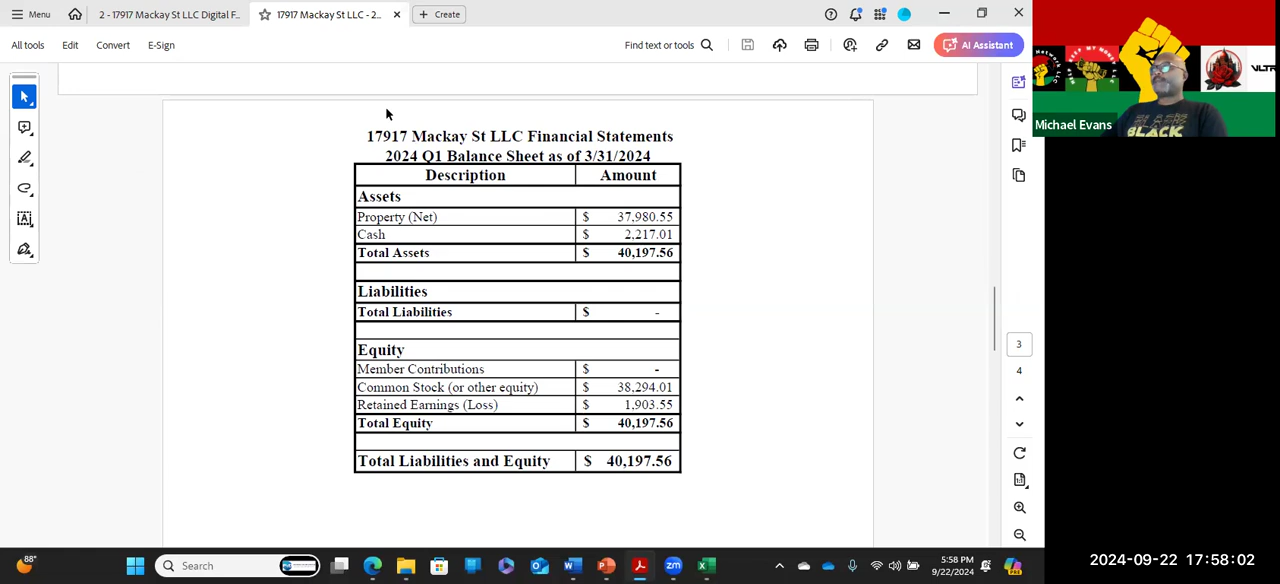 Menu
2 - 17917 Mackay St LLC Digital F...
17917 Mackay St LLC - 2...
Create
All tools
Edit
Convert
E-Sign
Find text or tools
AI Assistant
Michael Evans
17917 Mackay St LLC Financial Statements
2024 Q1 Balance Sheet as of 3/31/2024
Description Amount
Assets
Property (Net) $ 37,980.55
Cash $ 2,217.01
Total Assets $ 40,197.56
Liabilities
Total Liabilities $ -
Equity
Member Contributions $ -
Common Stock (or other equity) $ 38,294.01
Retained Earnings (Loss) $ 1,903.55
Total Equity $ 40,197.56
Total Liabilities and Equity $ 40,197.56
3
4
88°
Search
5:58 PM
9/22/2024
2024-09-22 17:58:02